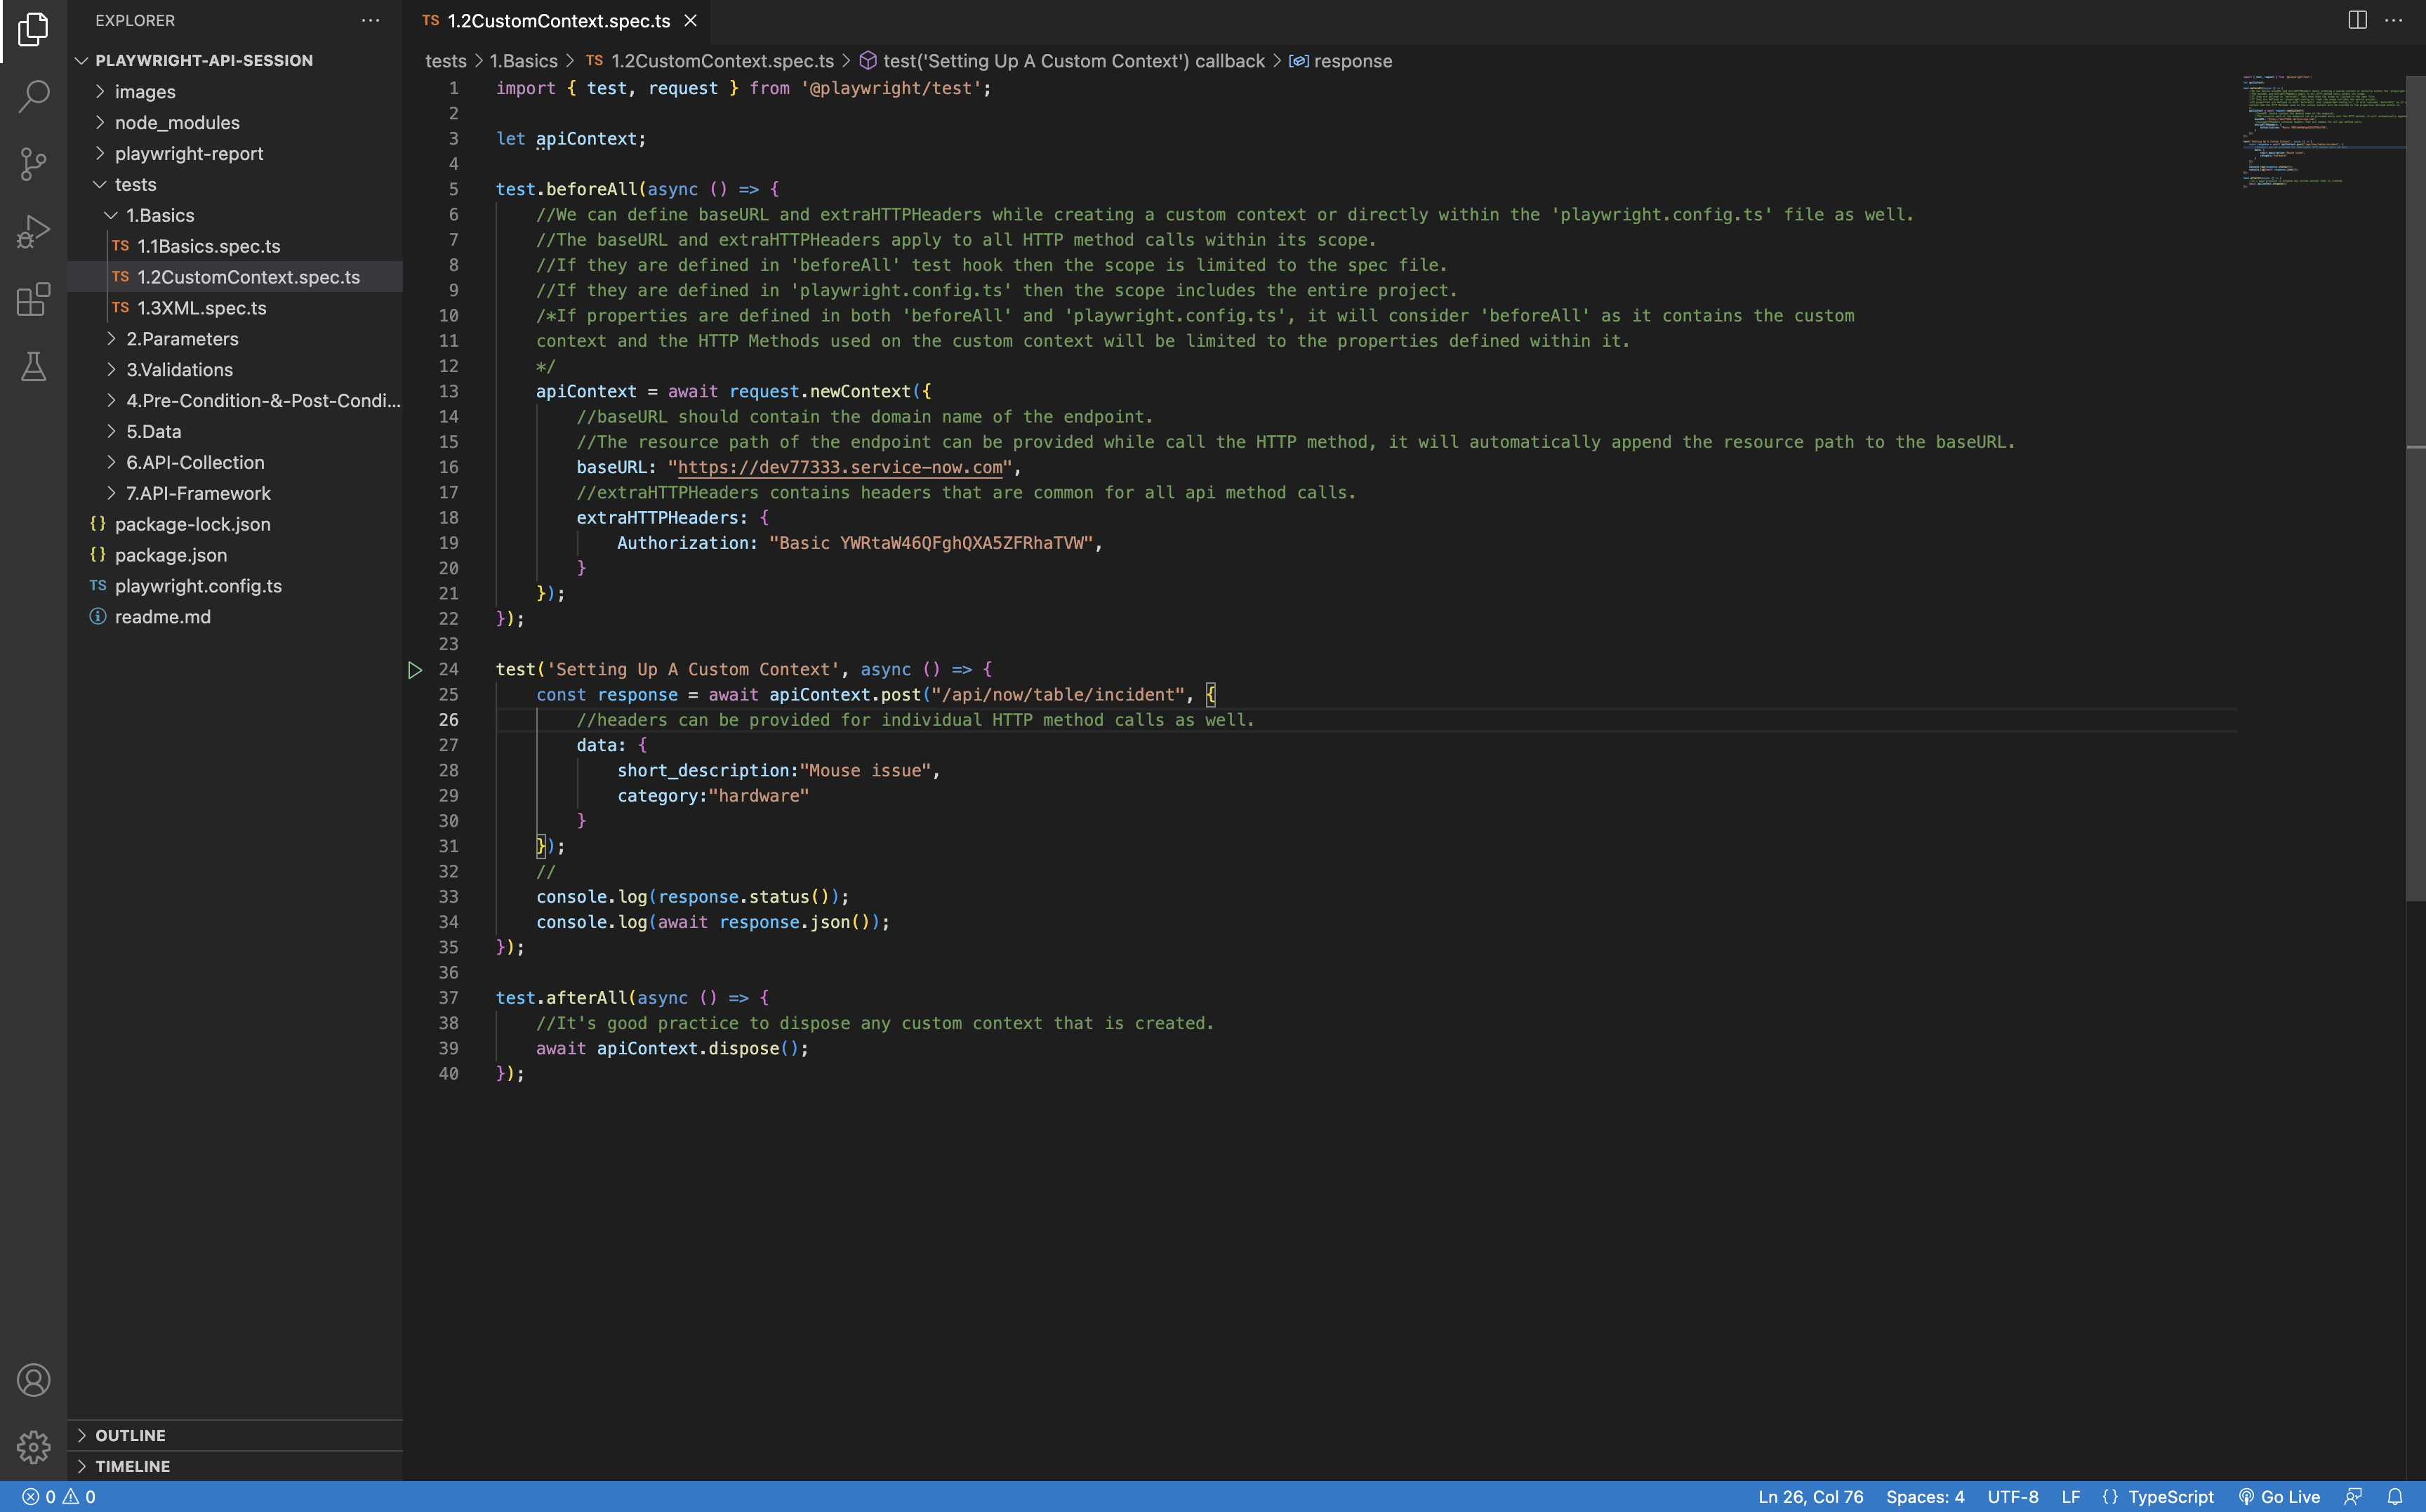 EXPLORER
PLAYWRIGHT-API-SESSION
images
node_modules
playwright-report
tests
1.Basics
TS 1.1Basics.spec.ts
TS 1.2CustomContext.spec.ts
TS 1.3XML.spec.ts
2.Parameters
3.Validations
4.Pre-Condition-&-Post-Condi...
5.Data
6.API-Collection
7.API-Framework
{} package-lock.json
{} package.json
TS playwright.config.ts
readme.md
OUTLINE
TIMELINE
TS 1.2CustomContext.spec.ts
tests > 1.Basics > TS 1.2CustomContext.spec.ts > test('Setting Up A Custom Context') callback > response
1 import { test, request } from '@playwright/test';
2
3 let apiContext;
4
5 test.beforeAll(async () => {
6 //We can define baseURL and extraHTTPHeaders while creating a custom context or directly within the 'playwright.config.ts' file as well.
7 //The baseURL and extraHTTPHeaders apply to all HTTP method calls within its scope.
8 //If they are defined in 'beforeAll' test hook then the scope is limited to the spec file.
9 //If they are defined in 'playwright.config.ts' then the scope includes the entire project.
10 /*If properties are defined in both 'beforeAll' and 'playwright.config.ts', it will consider 'beforeAll' as it contains the custom
11 context and the HTTP Methods used on the custom context will be limited to the properties defined within it.
12 */
13 apiContext = await request.newContext({
14 //baseURL should contain the domain name of the endpoint.
15 //The resource path of the endpoint can be provided while call the HTTP method, it will automatically append the resource path to the baseURL.
16 baseURL: "https://dev77333.service-now.com",
17 //extraHTTPHeaders contains headers that are common for all api method calls.
18 extraHTTPHeaders: {
19 Authorization: "Basic YWRtaW46QFghQXA5ZFRhaTVW",
20 }
21 });
22 });
23
24 test('Setting Up A Custom Context', async () => {
25 const response = await apiContext.post("/api/now/table/incident", {
26 //headers can be provided for individual HTTP method calls as well.
27 data: {
28 short_description:"Mouse issue",
29 category:"hardware"
30 }
31 });
32 //
33 console.log(response.status());
34 console.log(await response.json());
35 });
36
37 test.afterAll(async () => {
38 //It's good practice to dispose any custom context that is created.
39 await apiContext.dispose();
40 });
0 0
Ln 26, Col 76 Spaces: 4 UTF-8 LF {} TypeScript Go Live